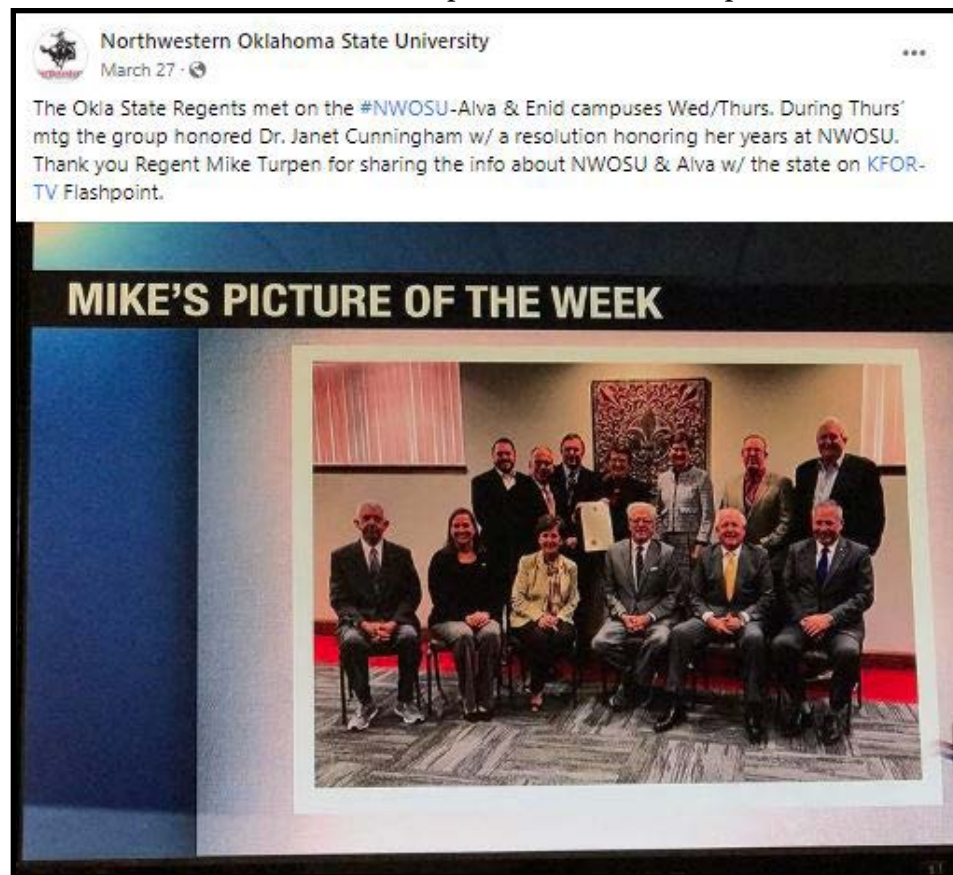 Northwestern Oklahoma State University
March 27 ·
The Okla State Regents met on the #NWOSU-Alva & Enid campuses Wed/Thurs. During Thurs'
mtg the group honored Dr. Janet Cunningham w/ a resolution honoring her years at NWOSU.
Thank you Regent Mike Turpen for sharing the info about NWOSU & Alva w/ the state on KFOR-
TV Flashpoint.
MIKE'S PICTURE OF THE WEEK